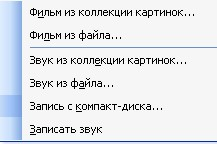 Фильм из коллекции картинок...
Фильм из файла...
Звук из коллекции картинок...
Звук из файла...
Запись с компакт-диска...
Записать звук